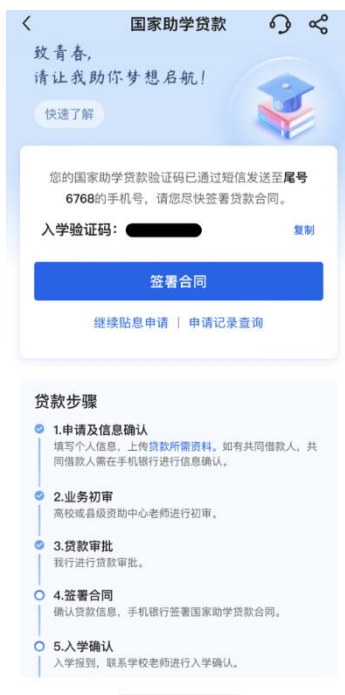 国家助学贷款
致青春,
请让我助你梦想启航!
快速了解
您的国家助学贷款验证码已通过短信发送至尾号
6768的手机号，请您尽快签署贷款合同。
入学验证码：
复制
签署合同
继续贴息申请 | 申请记录查询
贷款步骤
1.申请及信息确认
填写个人信息，上传贷款所需资料。如有共同借款人，共
同借款人需在手机银行进行信息确认。
2.业务初审
高校或县级资助中心老师进行初审。
3.贷款审批
我行进行贷款审批。
4.签署合同
确认贷款信息，手机银行签署国家助学贷款合同。
5.入学确认
入学报到，联系学校老师进行入学确认。